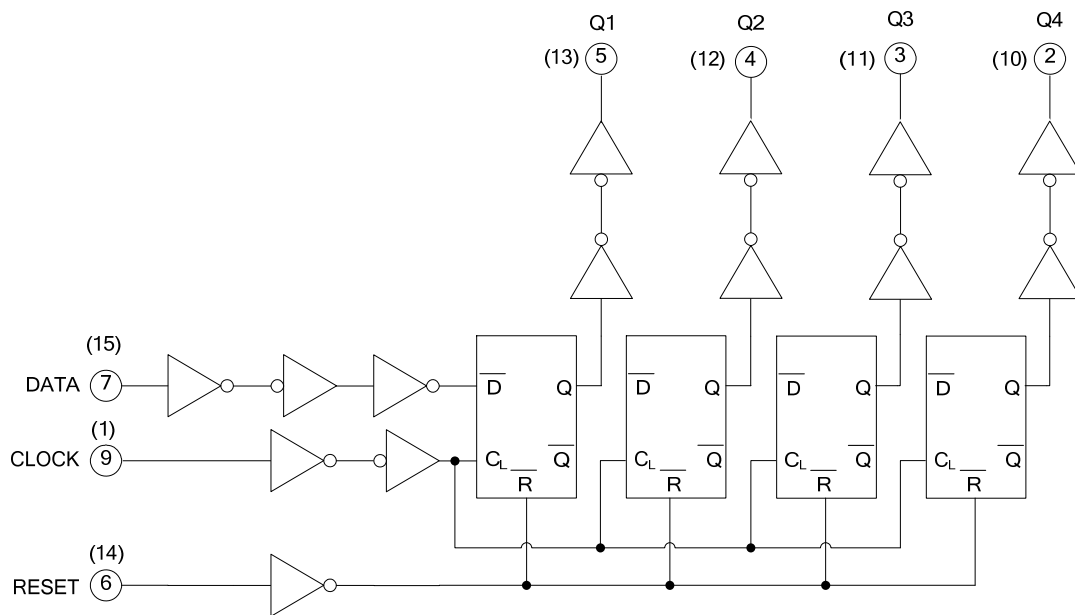 Q1 Q2 Q3 Q4
(13) 5 (12) 4 (11) 3 (10) 2
(15)
DATA 7 D̅ Q D̅ Q D̅ Q D̅ Q
(1)
CLOCK 9 CL Q̅ CL Q̅ CL Q̅ CL Q̅
R̅ R̅ R̅ R̅
(14)
RESET 6